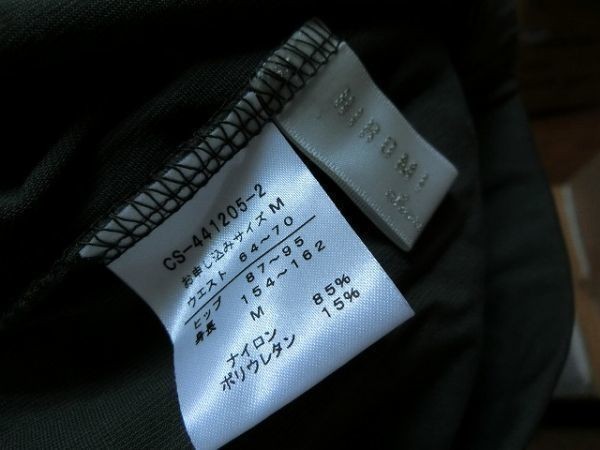 HIROMI
CS-441205-2
お申し込みサイズ M
ウエスト 64~70
ヒップ 87~95
身長 154~162
M
ナイロン 85%
ポリウレタン 15%